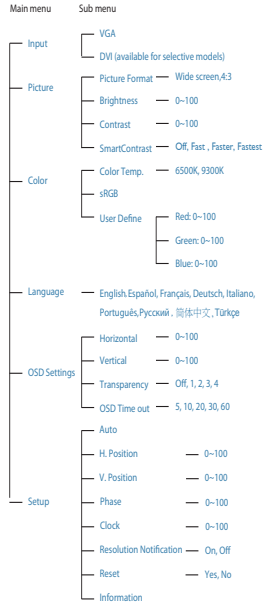 Main menu Sub menu
Input
VGA
DVI (available for selective models)
Picture
Picture Format Wide screen,4:3
Brightness 0~100
Contrast 0~100
SmartContrast Off, Fast , Faster, Fastest
Color
Color Temp. 6500K, 9300K
sRGB
User Define Red: 0~100
Green: 0~100
Blue: 0~100
Language English.Español, Français, Deutsch, Italiano,
Português,Русский , 简体中文, Türkçe
OSD Settings
Horizontal 0~100
Vertical 0~100
Transparency Off, 1, 2, 3, 4
OSD Time out 5, 10, 20, 30, 60
Setup
Auto
H. Position 0~100
V. Position 0~100
Phase 0~100
Clock 0~100
Resolution Notification On, Off
Reset Yes, No
Information